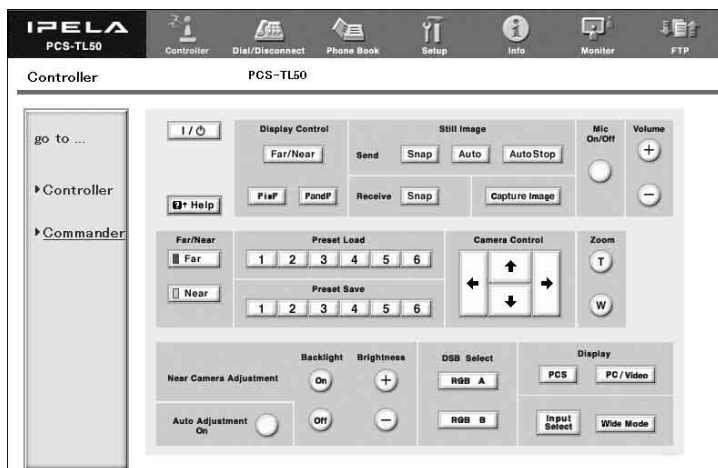 IPELA
PCS-TL50
Controller
Dial/Disconnect
Phone Book
Setup
Info
Monitor
FTP
Controller
PCS-TL50
go to ...
Controller
Commander
I / ⏻
? Help
Display Control
Far/Near
PinP
PandP
Still Image
Send
Snap
Auto
AutoStop
Receive
Snap
Capture Image
Mic
On/Off
Volume
+
−
Far/Near
Far
Near
Preset Load
1 2 3 4 5 6
Preset Save
1 2 3 4 5 6
Camera Control
Zoom
T
W
Near Camera Adjustment
Auto Adjustment
On
Backlight
On
Off
Brightness
+
−
DSB Select
RGB A
RGB B
Display
PCS
PC/Video
Input
Select
Wide Mode